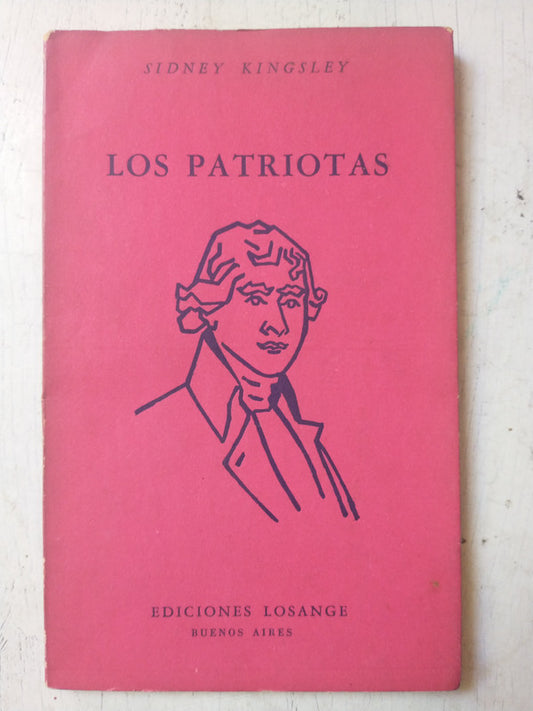 SIDNEY KINGSLEY
LOS PATRIOTAS
EDICIONES LOSANGE
BUENOS AIRES